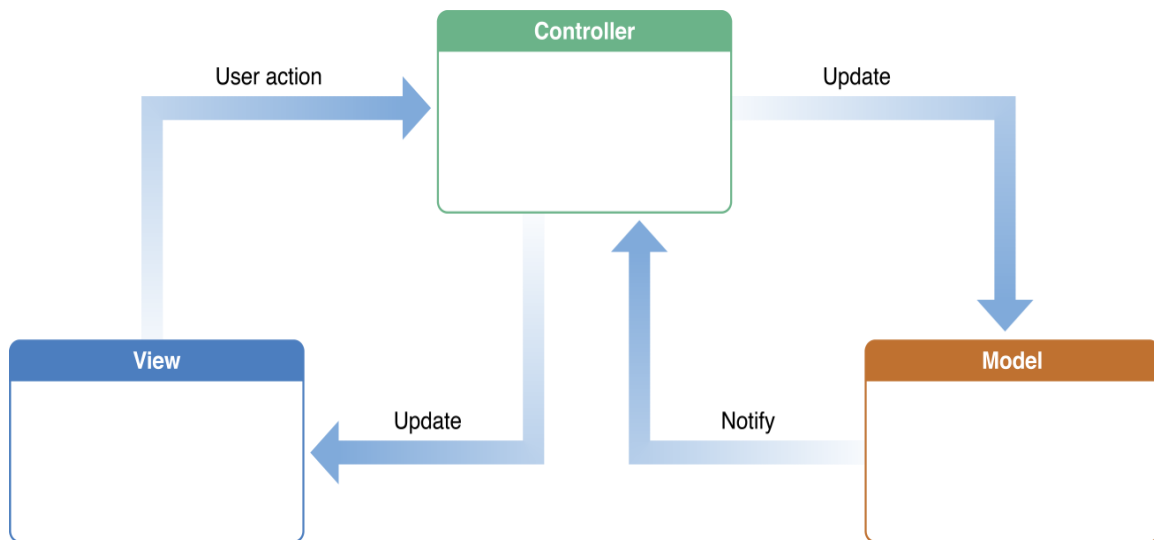 Controller
User action
Update
View
Model
Update
Notify